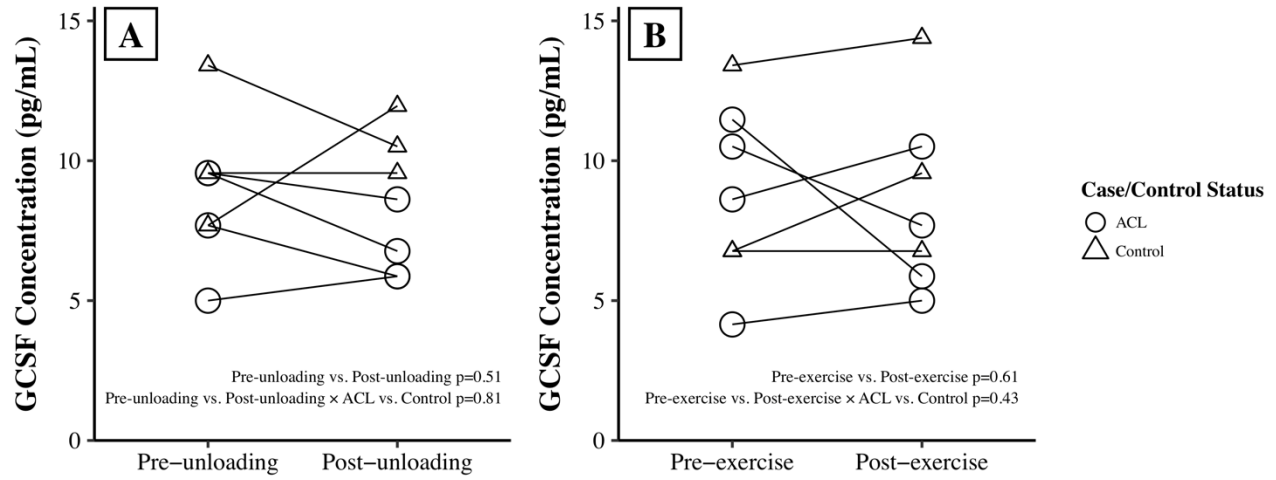 A
GCSF Concentration (pg/mL)
15
10
5
0
Pre−unloading vs. Post−unloading p=0.51
Pre−unloading vs. Post−unloading × ACL vs. Control p=0.81
Pre−unloading Post−unloading
B
GCSF Concentration (pg/mL)
15
10
5
0
Pre−exercise vs. Post−exercise p=0.61
Pre−exercise vs. Post−exercise × ACL vs. Control p=0.43
Pre−exercise Post−exercise
Case/Control Status
ACL
Control